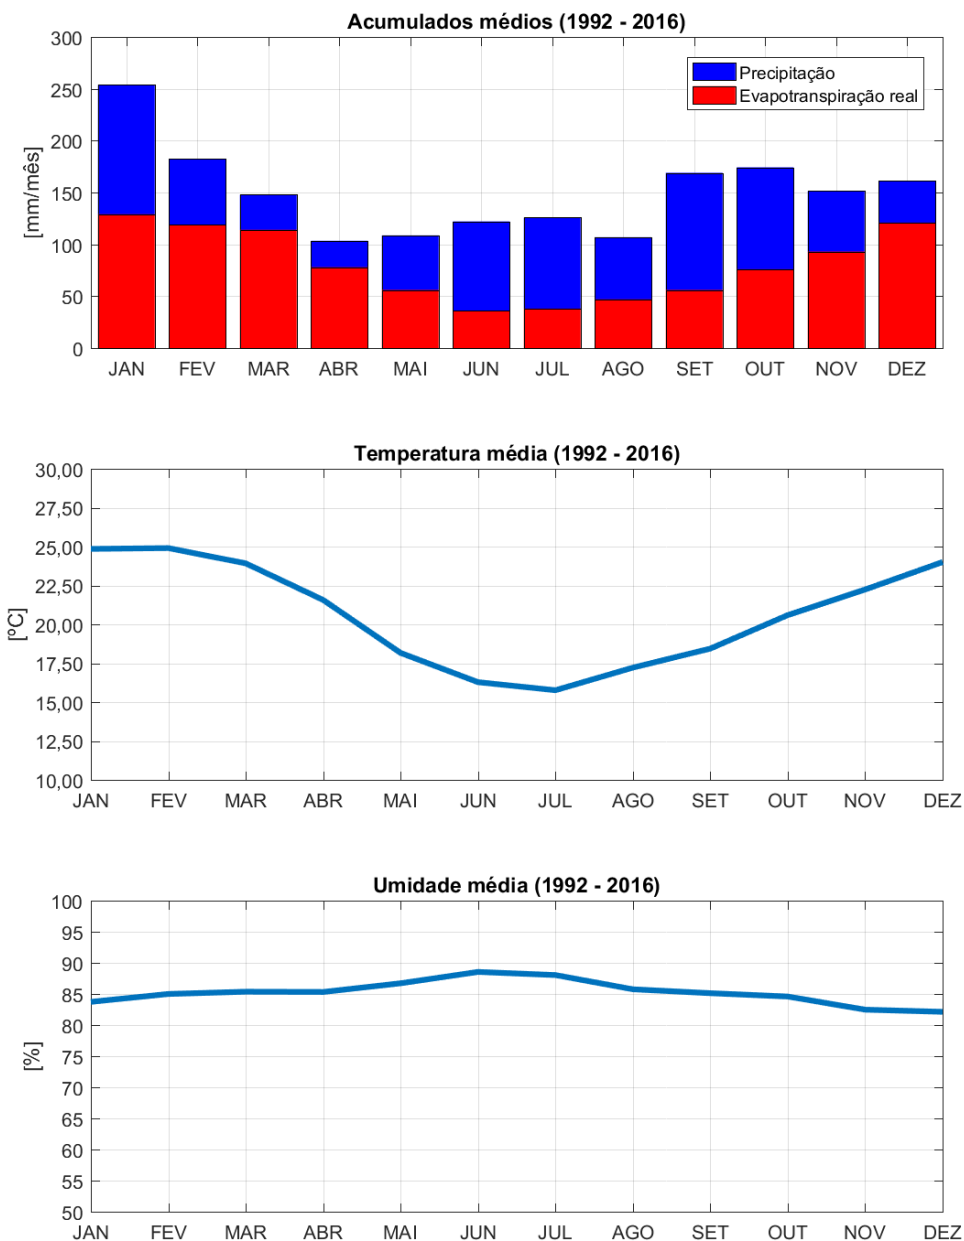 Acumulados médios (1992 - 2016)
300
250
200
150
100
50
0
[mm/mês]
Precipitação
Evapotranspiração real
JAN FEV MAR ABR MAI JUN JUL AGO SET OUT NOV DEZ
Temperatura média (1992 - 2016)
30,00
27,50
25,00
22,50
20,00
17,50
15,00
12,50
10,00
[ºC]
JAN FEV MAR ABR MAI JUN JUL AGO SET OUT NOV DEZ
Umidade média (1992 - 2016)
100
95
90
85
80
75
70
65
60
55
50
[%]
JAN FEV MAR ABR MAI JUN JUL AGO SET OUT NOV DEZ